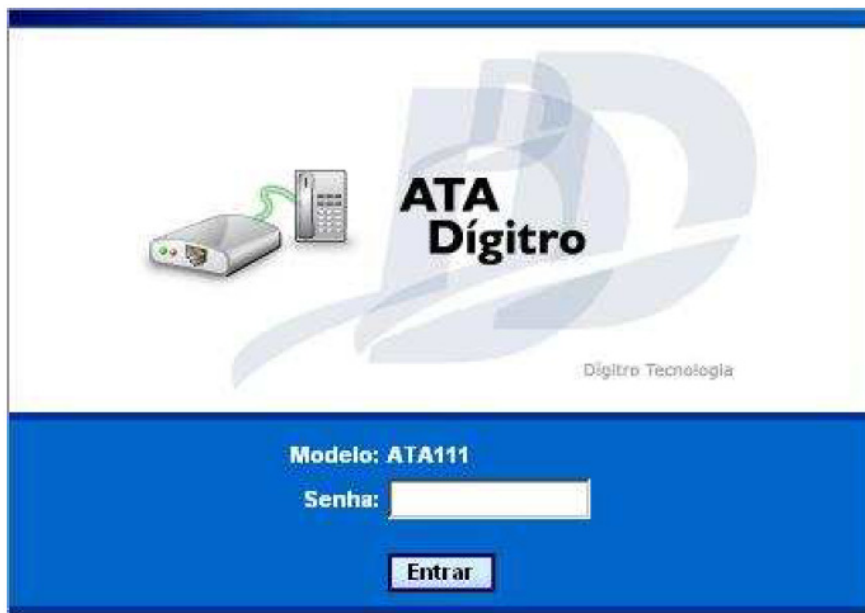 ATA
Dígitro
Dígitro Tecnologia
Modelo: ATA111
Senha:
Entrar